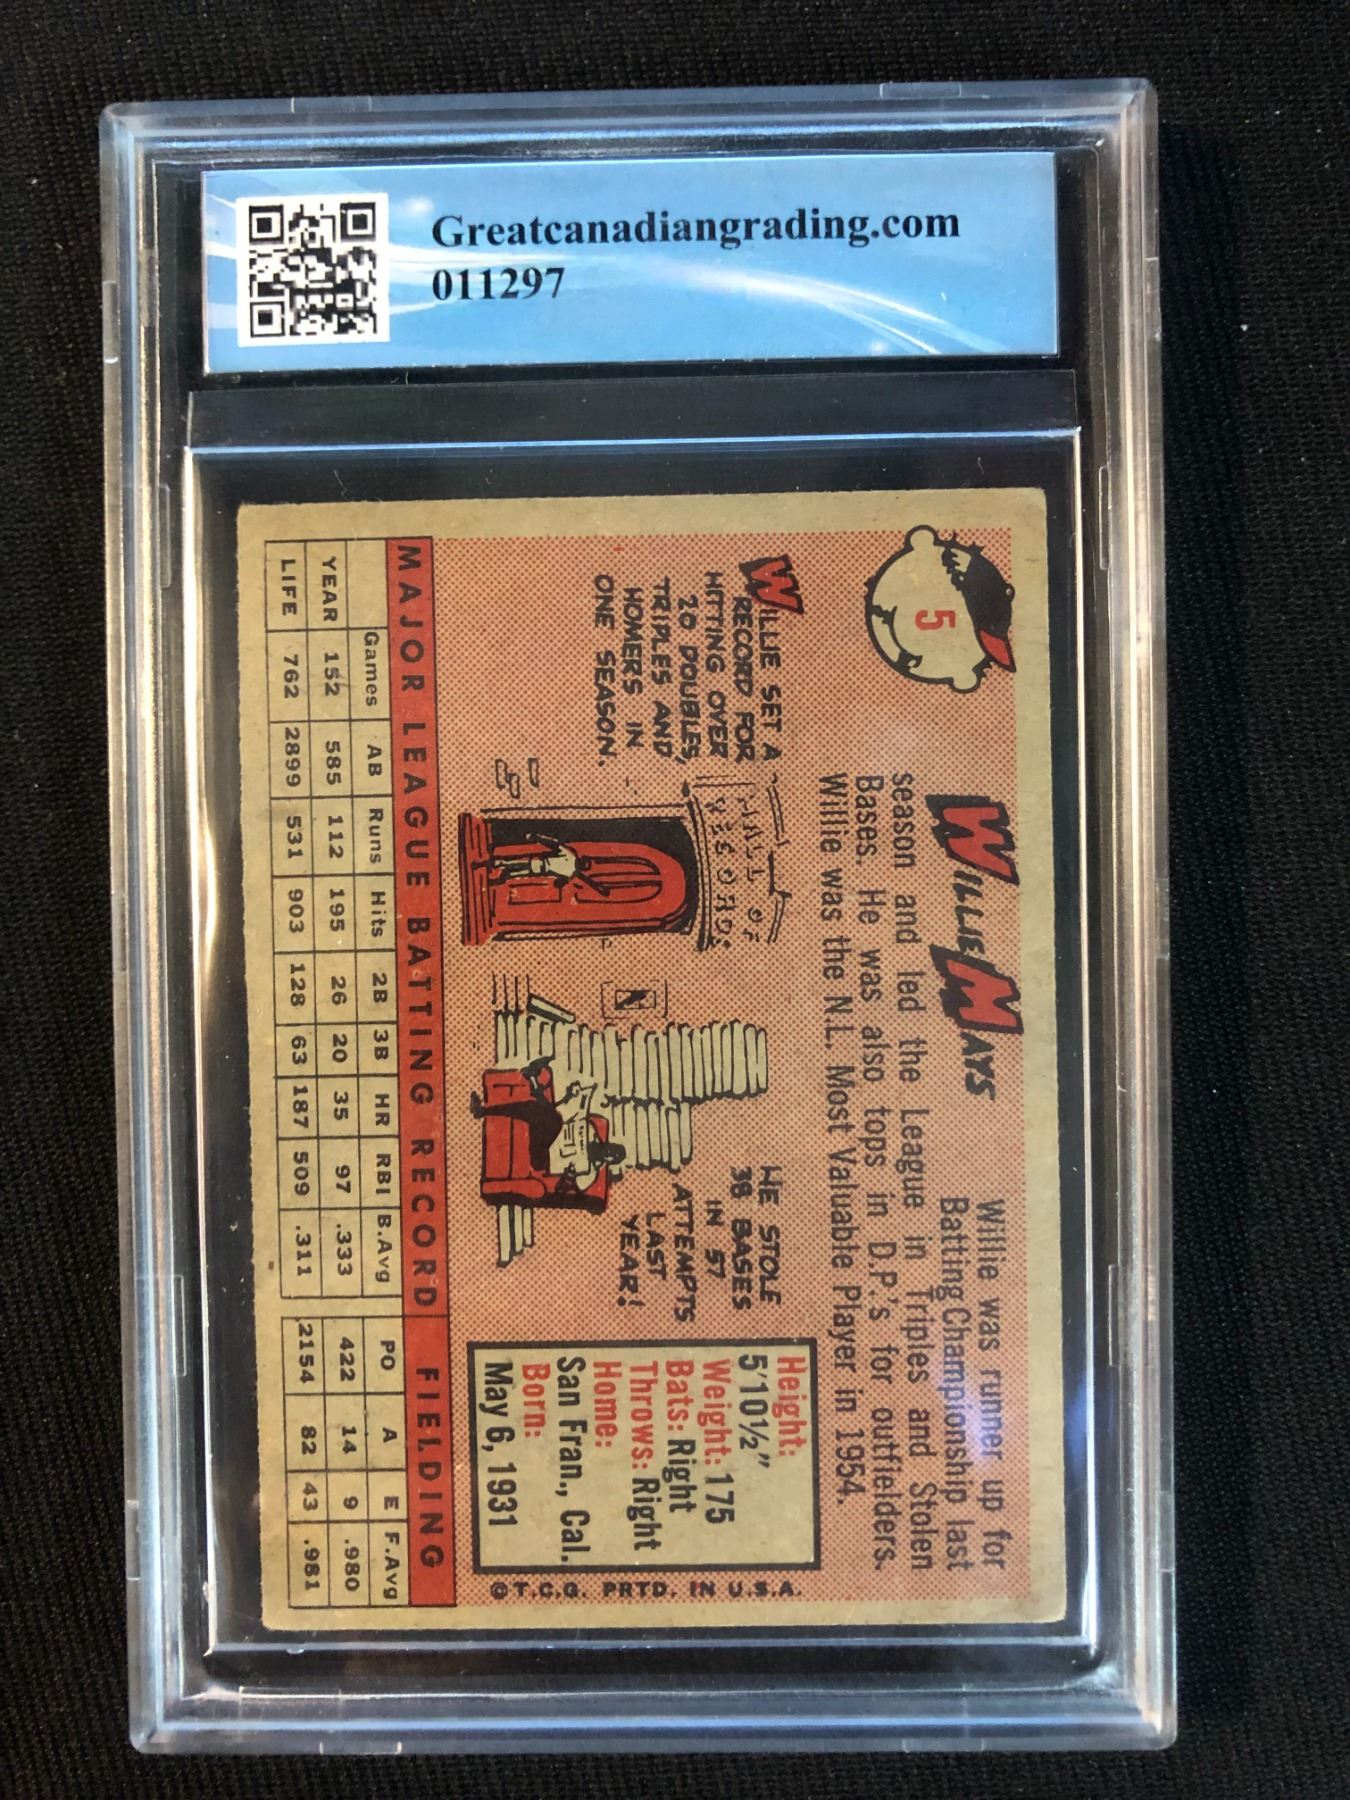 Greatcanadiangrading.com
011297
5
WILLIE MAYS
Willie was runner up for
Batting Championship last
season and led the League in Triples and Stolen
Bases. He was also tops in D.P.'s for outfielders.
Willie was the N.L. Most Valuable Player in 1954.
WILLIE SET A
RECORD FOR
HITTING OVER
20 DOUBLES,
TRIPLES AND
HOMERS IN
ONE SEASON.
HALL OF
RECORDS
HE STOLE
38 BASES
IN 57
ATTEMPTS
LAST
YEAR!
Height:
5'10½"
Weight: 175
Bats: Right
Throws: Right
Home:
San Fran., Cal.
Born:
May 6, 1931
©T.C.G. PRTD. IN U.S.A.
MAJOR LEAGUE BATTING RECORD FIELDING
Games AB Runs Hits 2B 3B HR RBI B.Avg PO A E F.Avg
YEAR 152 585 112 195 26 20 35 97 .333 422 14 9 .980
LIFE 762 2899 531 903 128 63 187 509 .311 2154 82 43 .981